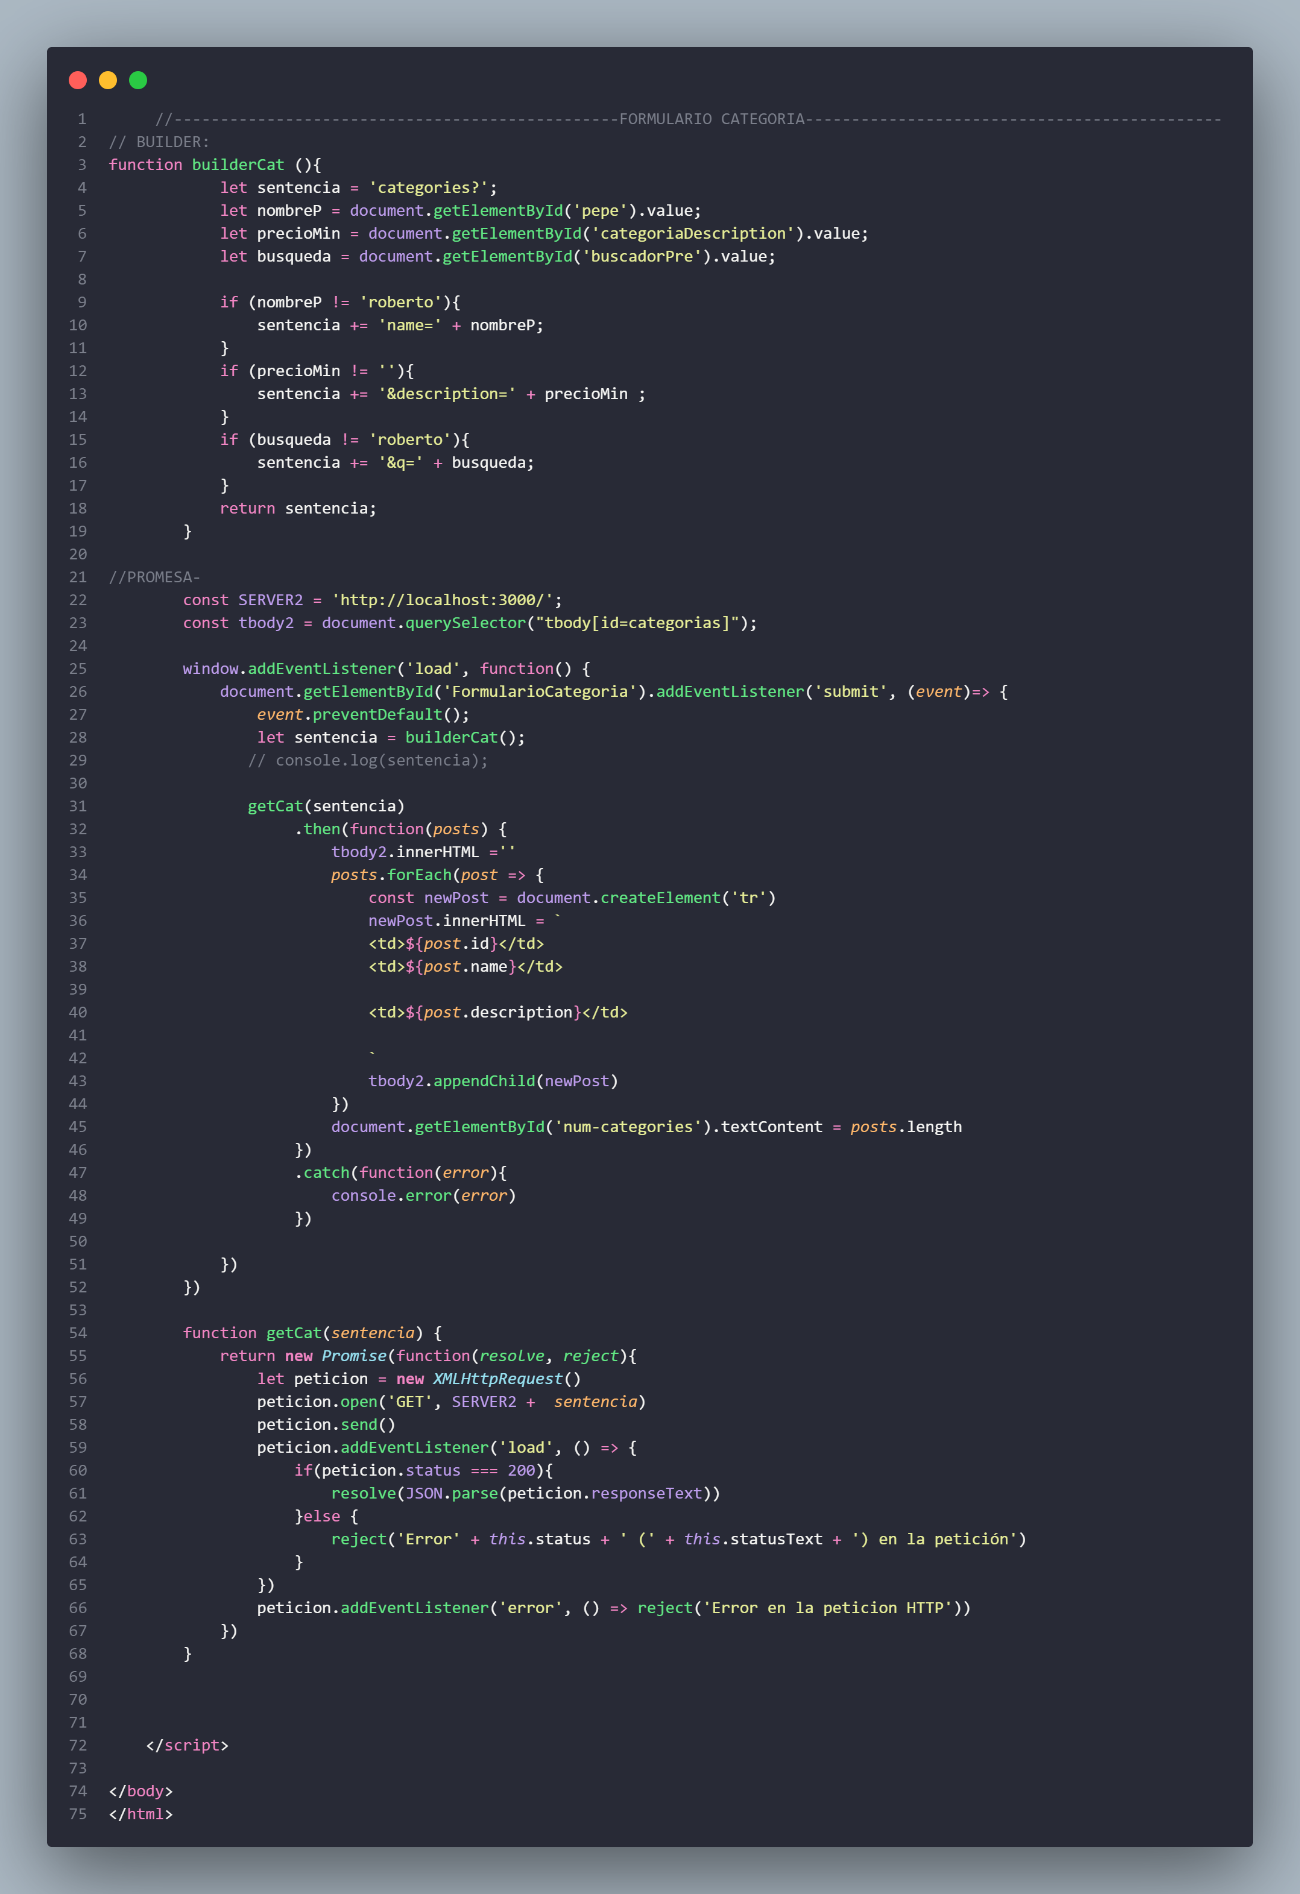 1 //------------------------------------------------FORMULARIO CATEGORIA---------------------------------------------
2 // BUILDER:
3 function builderCat (){
4 let sentencia = 'categories?';
5 let nombreP = document.getElementById('pepe').value;
6 let precioMin = document.getElementById('categoriaDescription').value;
7 let busqueda = document.getElementById('buscadorPre').value;
8
9 if (nombreP != 'roberto'){
10 sentencia += 'name=' + nombreP;
11 }
12 if (precioMin != ''){
13 sentencia += '&description=' + precioMin ;
14 }
15 if (busqueda != 'roberto'){
16 sentencia += '&q=' + busqueda;
17 }
18 return sentencia;
19 }
20
21 //PROMESA-
22 const SERVER2 = 'http://localhost:3000/';
23 const tbody2 = document.querySelector("tbody[id=categorias]");
24
25 window.addEventListener('load', function() {
26 document.getElementById('FormularioCategoria').addEventListener('submit', (event)=> {
27 event.preventDefault();
28 let sentencia = builderCat();
29 // console.log(sentencia);
30
31 getCat(sentencia)
32 .then(function(posts) {
33 tbody2.innerHTML =''
34 posts.forEach(post => {
35 const newPost = document.createElement('tr')
36 newPost.innerHTML = `
37 <td>${post.id}</td>
38 <td>${post.name}</td>
39
40 <td>${post.description}</td>
41
42 `
43 tbody2.appendChild(newPost)
44 })
45 document.getElementById('num-categories').textContent = posts.length
46 })
47 .catch(function(error){
48 console.error(error)
49 })
50
51 })
52 })
53
54 function getCat(sentencia) {
55 return new Promise(function(resolve, reject){
56 let peticion = new XMLHttpRequest()
57 peticion.open('GET', SERVER2 +  sentencia)
58 peticion.send()
59 peticion.addEventListener('load', () => {
60 if(peticion.status === 200){
61 resolve(JSON.parse(peticion.responseText))
62 }else {
63 reject('Error' + this.status + ' (' + this.statusText + ') en la petición')
64 }
65 })
66 peticion.addEventListener('error', () => reject('Error en la peticion HTTP'))
67 })
68 }
69
70
71
72 </script>
73
74 </body>
75 </html>